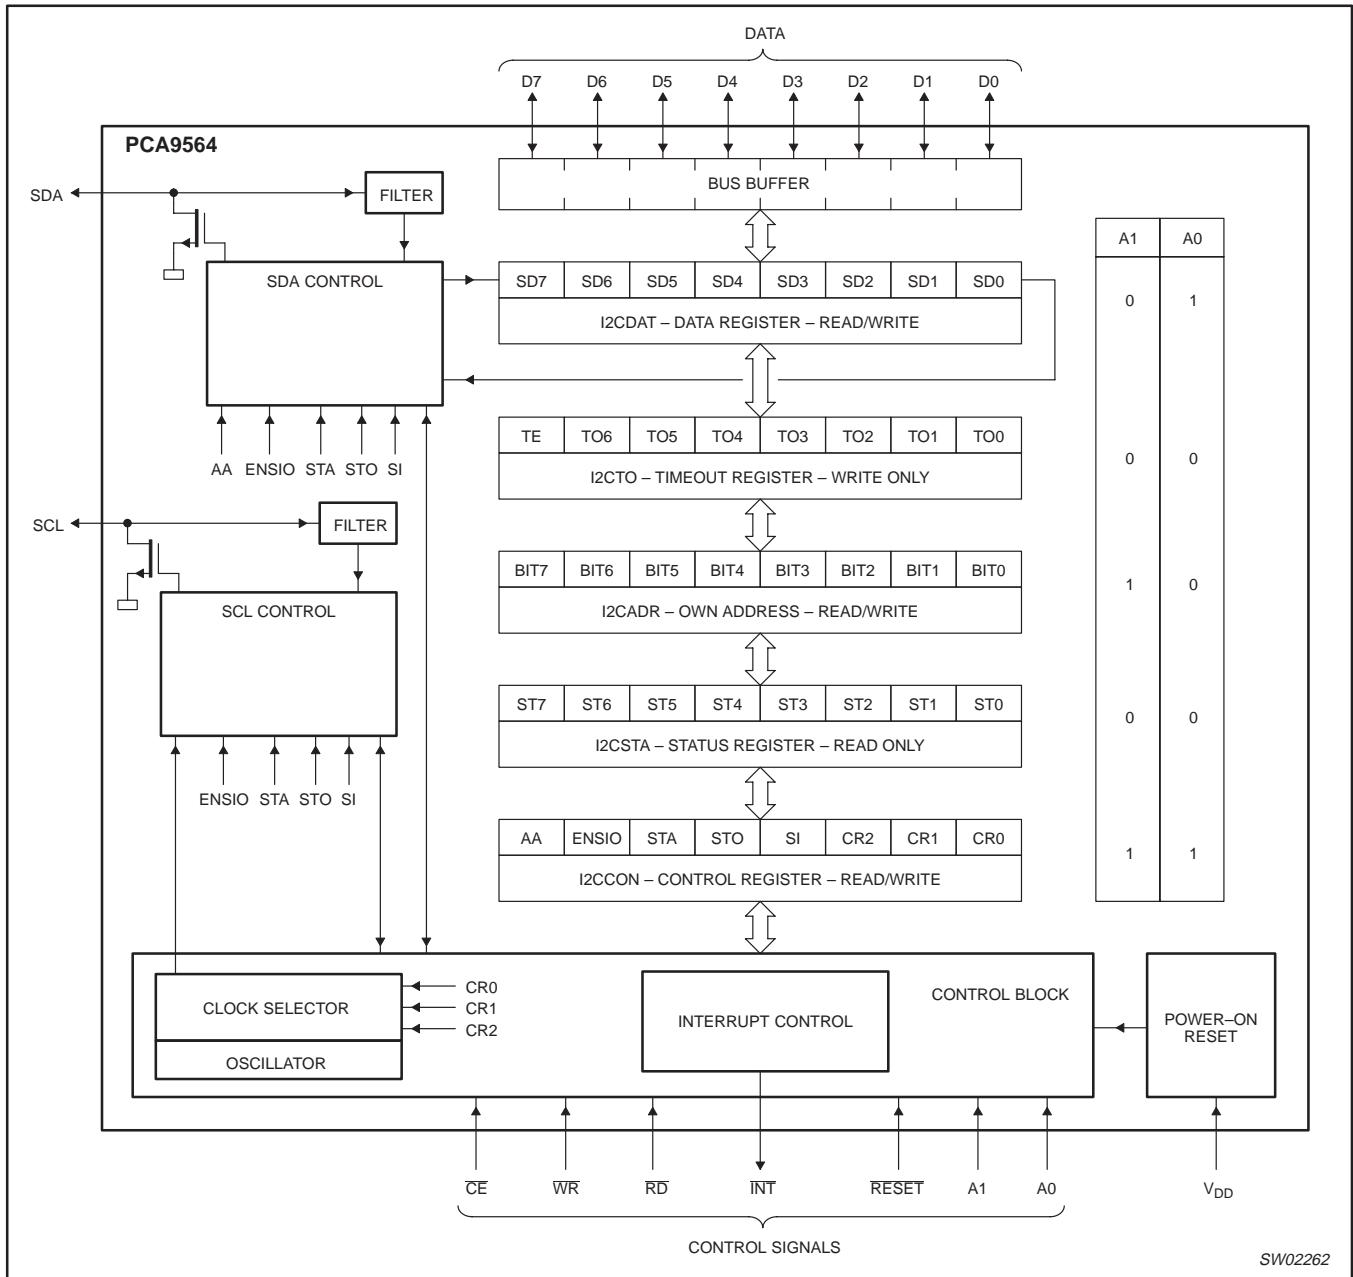 DATA
D7 D6 D5 D4 D3 D2 D1 D0
PCA9564
SDA
FILTER
BUS BUFFER
A1 A0
SDA CONTROL
SD7 SD6 SD5 SD4 SD3 SD2 SD1 SD0
I2CDAT – DATA REGISTER – READ/WRITE
0 1
TE TO6 TO5 TO4 TO3 TO2 TO1 TO0
I2CTO – TIMEOUT REGISTER – WRITE ONLY
0 0
AA ENSIO STA STO SI
SCL
FILTER
BIT7 BIT6 BIT5 BIT4 BIT3 BIT2 BIT1 BIT0
I2CADR – OWN ADDRESS – READ/WRITE
1 0
SCL CONTROL
ST7 ST6 ST5 ST4 ST3 ST2 ST1 ST0
I2CSTA – STATUS REGISTER – READ ONLY
0 0
ENSIO STA STO SI
AA ENSIO STA STO SI CR2 CR1 CR0
I2CCON – CONTROL REGISTER – READ/WRITE
1 1
CLOCK SELECTOR
OSCILLATOR
CR0
CR1
CR2
INTERRUPT CONTROL
CONTROL BLOCK
POWER–ON
RESET
C̅E̅ W̅R̅ R̅D̅ I̅N̅T̅ R̅E̅S̅E̅T̅ A1 A0 VDD
CONTROL SIGNALS
SW02262